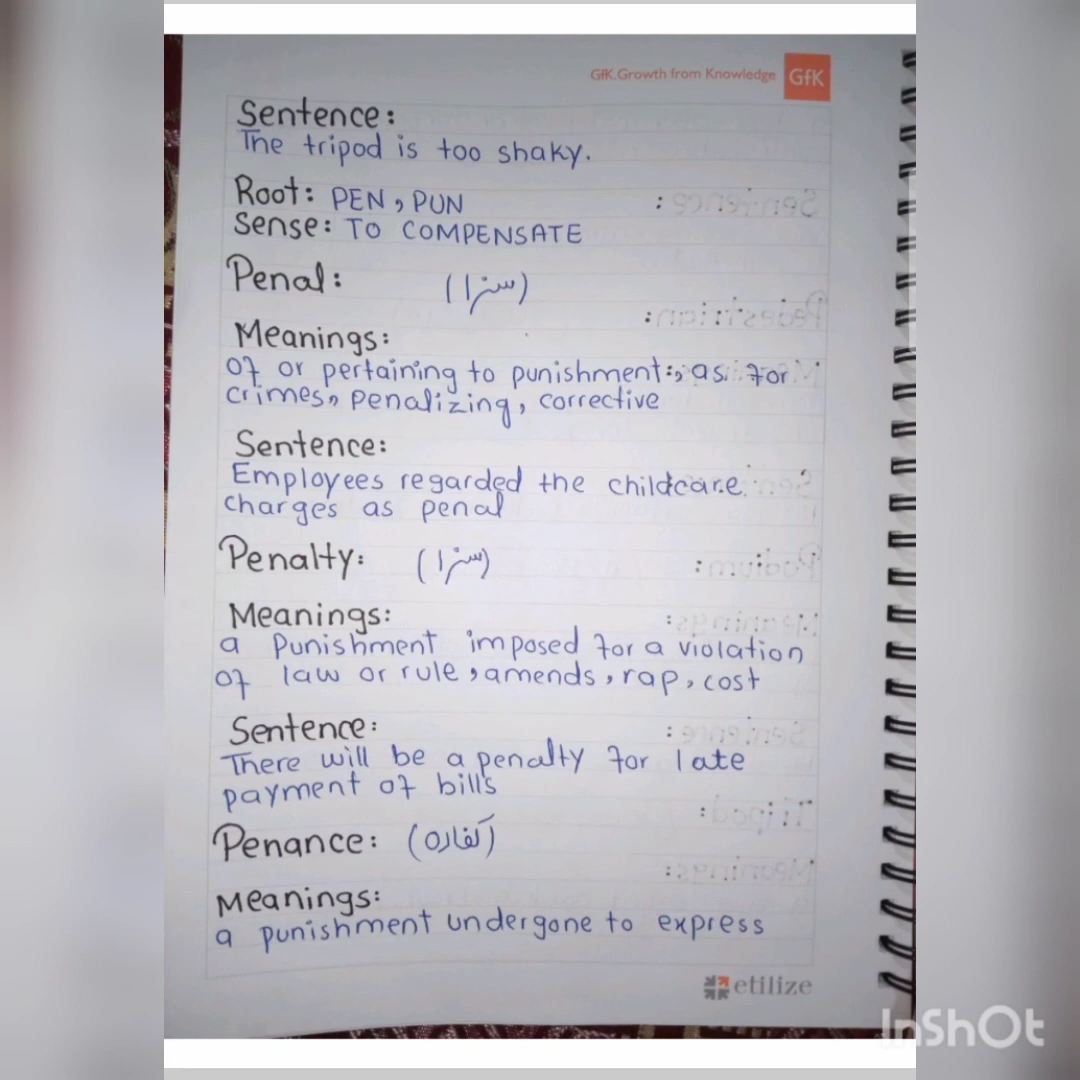 GfK. Growth from Knowledge GfK
Sentence:
The tripod is too shaky.
Root: PEN, PUN
Sense: TO COMPENSATE
Penal: (سزا)
Meanings:
of or pertaining to punishment:, as for
crimes, penalizing, corrective
Sentence:
Employees regarded the childcare
charges as penal
Penalty: (سزا)
Meanings:
a Punishment imposed for a violation
of law or rule, amends, rap, cost
Sentence:
There will be a penalty for late
payment of bills
Penance: (کفارہ)
Meanings:
a punishment undergone to express
etilize
InShOt